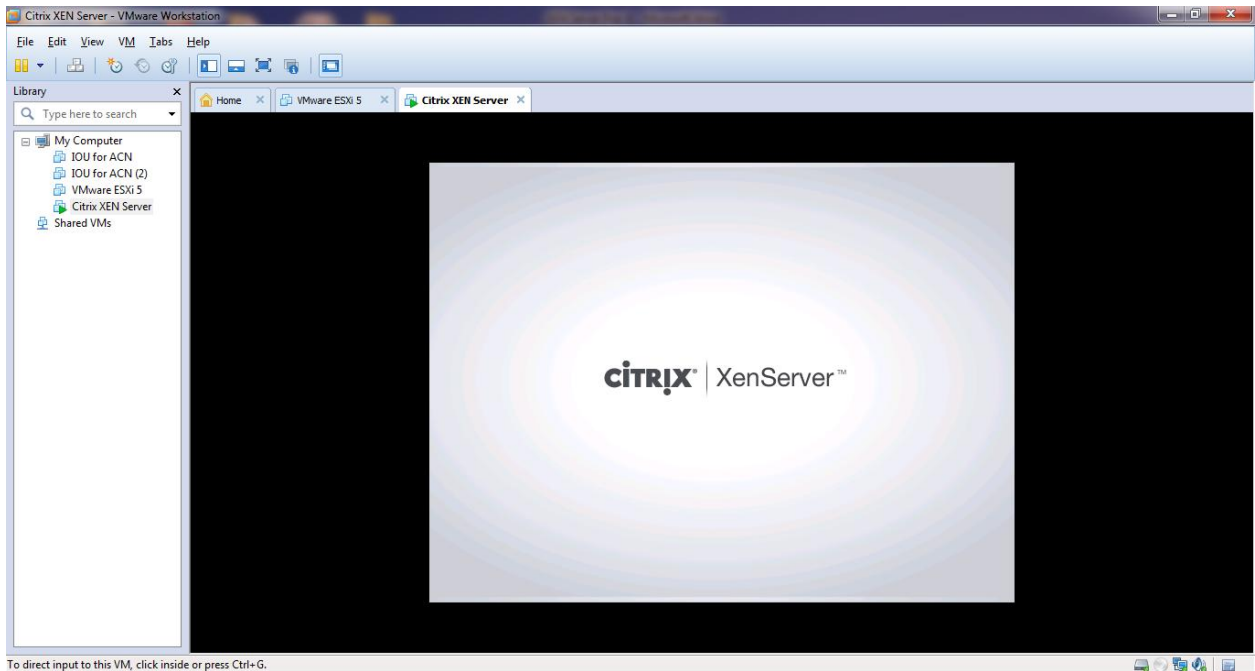 Citrix XEN Server - VMware Workstation
File Edit View VM Tabs Help
Library
Type here to search
My Computer
IOU for ACN
IOU for ACN (2)
VMware ESXi 5
Citrix XEN Server
Shared VMs
Home VMware ESXi 5 Citrix XEN Server
CİTRIX® XenServer™
To direct input to this VM, click inside or press Ctrl+G.